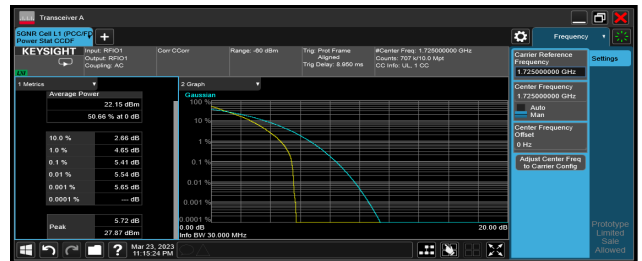 Transceiver A
5GNR Cell L1 (PCC/FD
Power Stat CCDF
Frequency
KEYSIGHT
Input: RFIO1
Output: RFIO1
Coupling: AC
Corr CCorr
Range: -60 dBm
Trig: Prot Frame
Aligned
Trig Delay: 8.950 ms
#Center Freq: 1.725000000 GHz
Counts: 707 k/10.0 Mpt
CC Info: UL, 1 CC
LU
1 Metrics
Average Power
22.15 dBm
50.66 % at 0 dB
10.0 % 2.66 dB
1.0 % 4.65 dB
0.1 % 5.41 dB
0.01 % 5.54 dB
0.001 % 5.65 dB
0.0001 % — dB
Peak
5.72 dB
27.87 dBm
2 Graph
Gaussian
100 %
10 %
1 %
0.1 %
0.01 %
0.001 %
0.0001 %
0.00 dB
20.00 dB
Info BW 30.000 MHz
Carrier Reference
Frequency
1.725000000 GHz
Center Frequency
1.725000000 GHz
Auto
Man
Center Frequency
Offset
0 Hz
Adjust Center Freq
to Carrier Config
Settings
Prototype
Limited
Sale
Allowed
?
Mar 23, 2023
11:15:24 PM